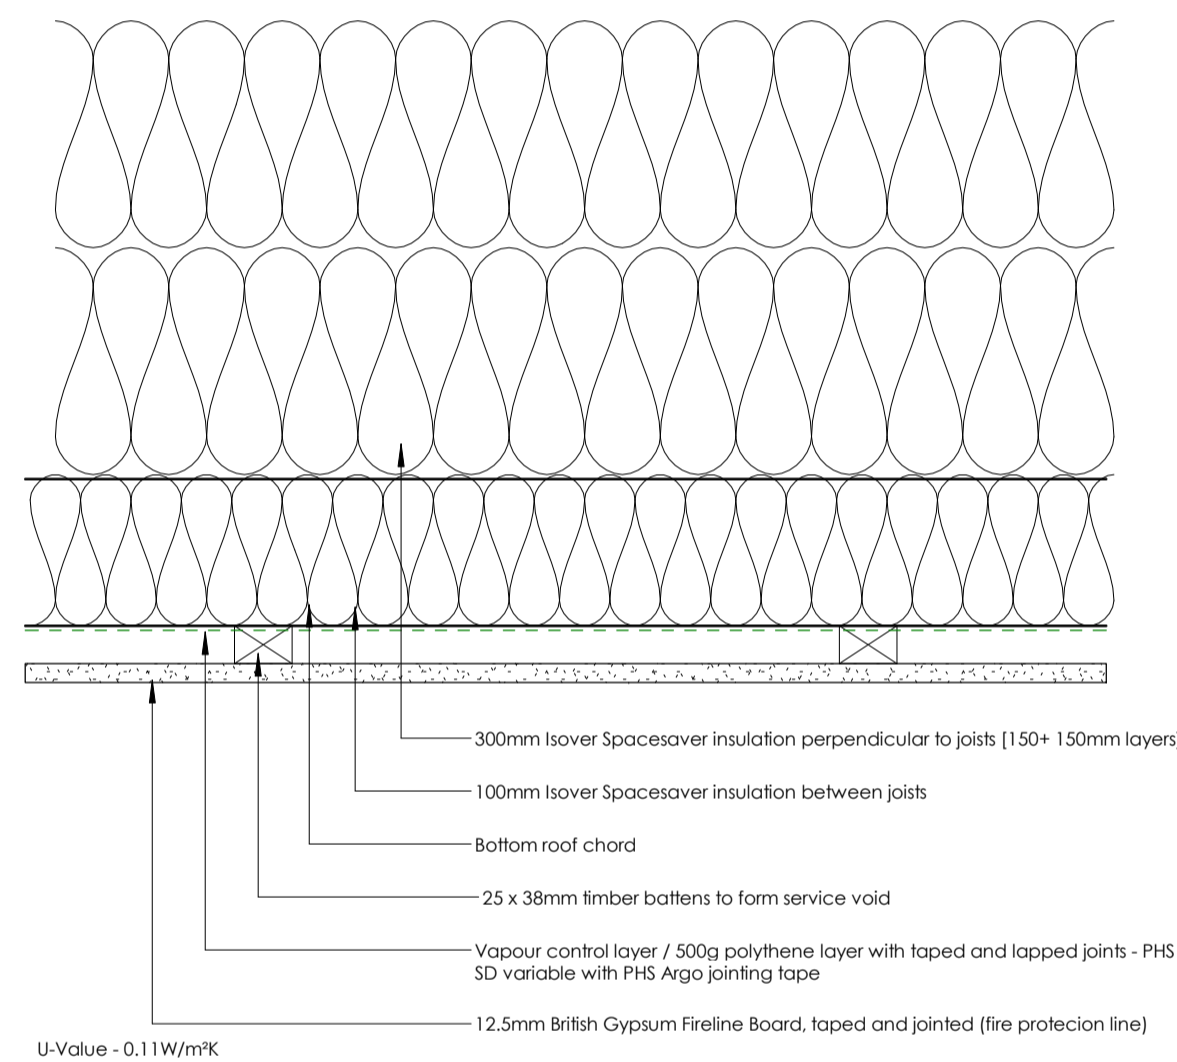 300mm Isover Spacesaver insulation perpendicular to joists [150+ 150mm layers]
100mm Isover Spacesaver insulation between joists
Bottom roof chord
25 x 38mm timber battens to form service void
Vapour control layer / 500g polythene layer with taped and lapped joints - PHS
SD variable with PHS Argo jointing tape
12.5mm British Gypsum Fireline Board, taped and jointed (fire protecion line)
U-Value - 0.11W/m²K